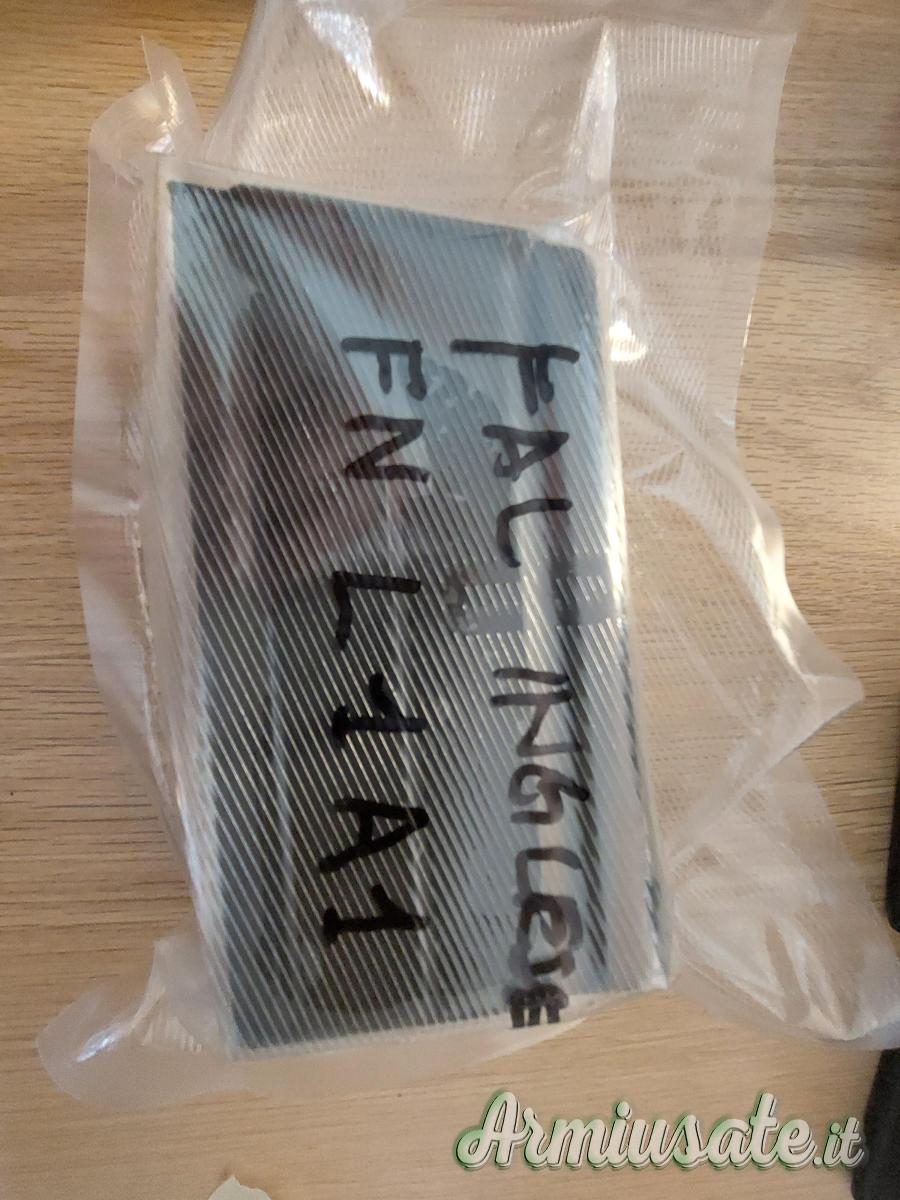 FAL INGLESE
FN L1A1
Armiusate.it